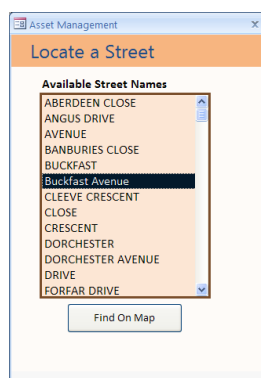 Asset Management
Locate a Street
Available Street Names
ABERDEEN CLOSE
ANGUS DRIVE
AVENUE
BANBURIES CLOSE
BUCKFAST
Buckfast Avenue
CLEEVE CRESCENT
CLOSE
CRESCENT
DORCHESTER
DORCHESTER AVENUE
DRIVE
FORFAR DRIVE
Find On Map